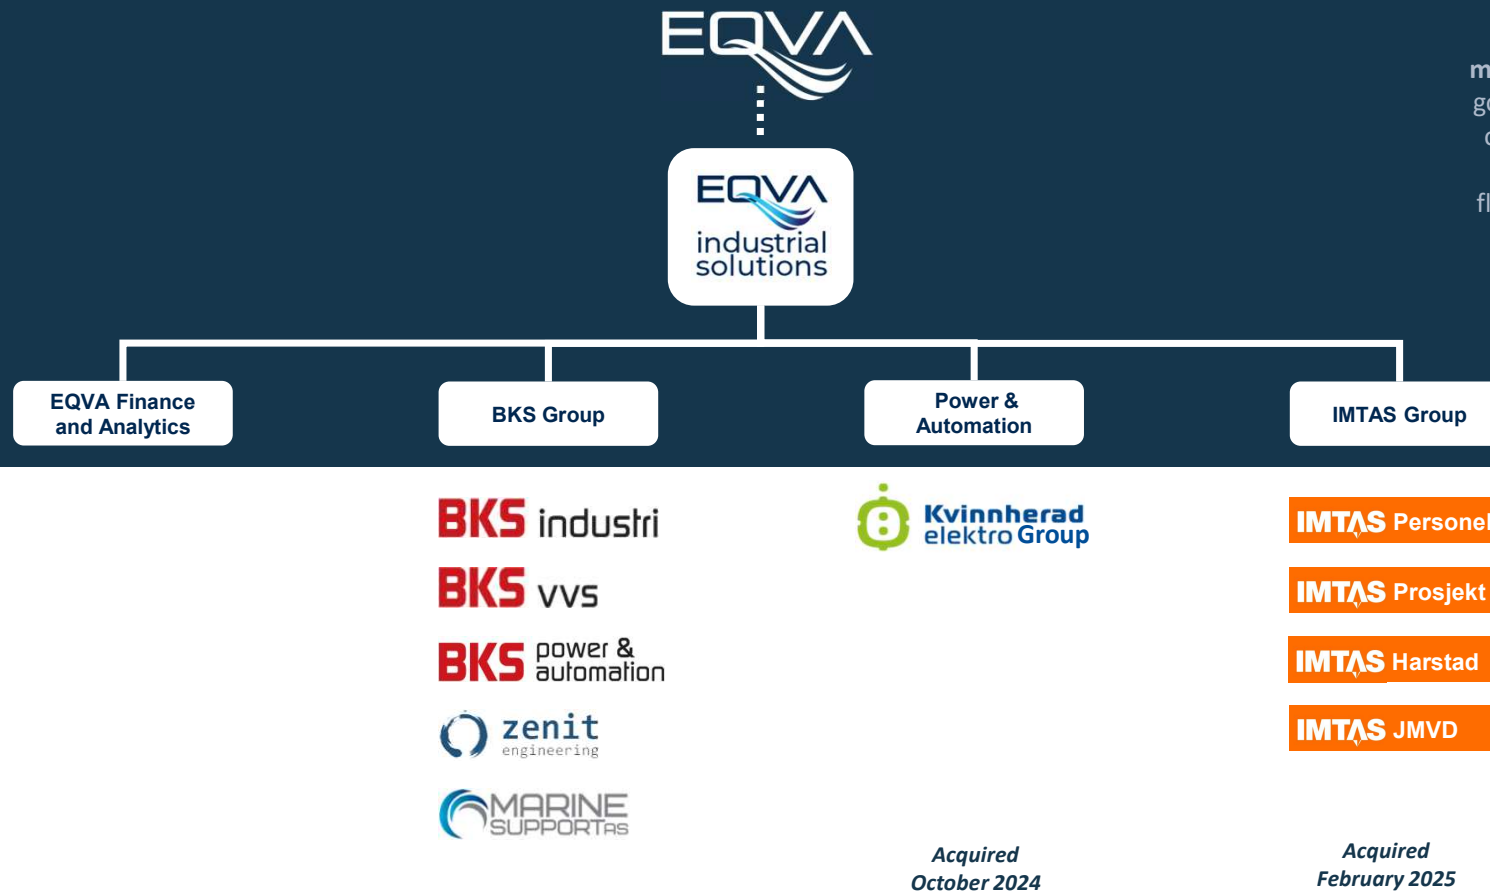 EQVA
EQVA
industrial
solutions
EQVA Finance
and Analytics
BKS Group
Power &
Automation
IMTAS Group
BKS industri
BKS vvs
BKS power &
automation
zenit
engineering
MARINE
SUPPORT AS
Kvinnherad
elektro Group
Acquired
October 2024
IMTAS Personel
IMTAS Prosjekt
IMTAS Harstad
IMTAS JMVD
Acquired
February 2025